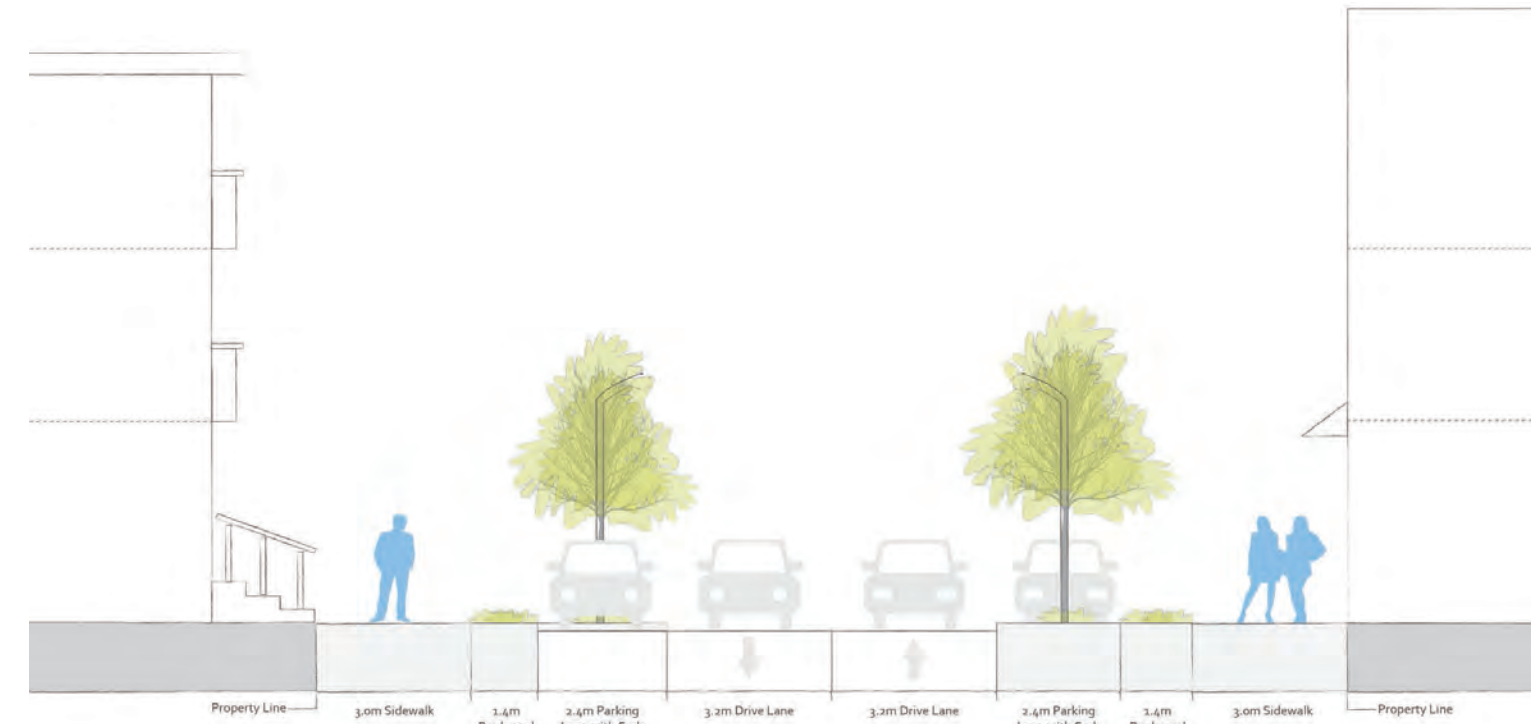 Property Line
3.0m Sidewalk
1.4m
2.4m Parking
3.2m Drive Lane
3.2m Drive Lane
2.4m Parking
1.4m
3.0m Sidewalk
Property Line